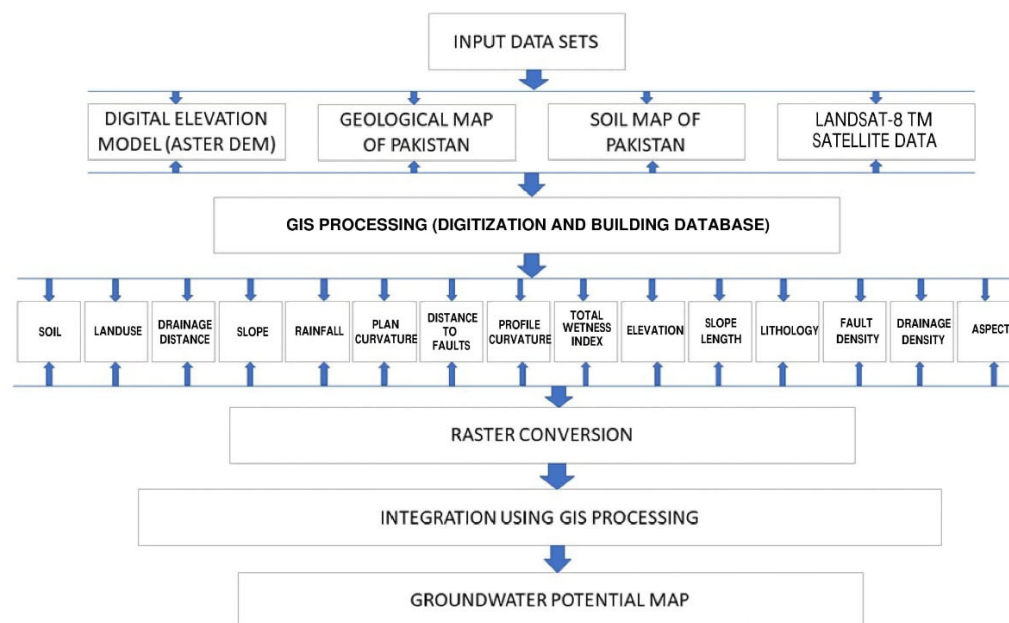 INPUT DATA SETS
DIGITAL ELEVATION
MODEL (ASTER DEM)
GEOLOGICAL MAP
OF PAKISTAN
SOIL MAP OF
PAKISTAN
LANDSAT-8 TM
SATELLITE DATA
GIS PROCESSING (DIGITIZATION AND BUILDING DATABASE)
SOIL
LANDUSE
DRAINAGE
DISTANCE
SLOPE
RAINFALL
PLAN
CURVATURE
DISTANCE
TO
FAULTS
PROFILE
CURVATURE
TOTAL
WETNESS
INDEX
ELEVATION
SLOPE
LENGTH
LITHOLOGY
FAULT
DENSITY
DRAINAGE
DENSITY
ASPECT
RASTER CONVERSION
INTEGRATION USING GIS PROCESSING
GROUNDWATER POTENTIAL MAP